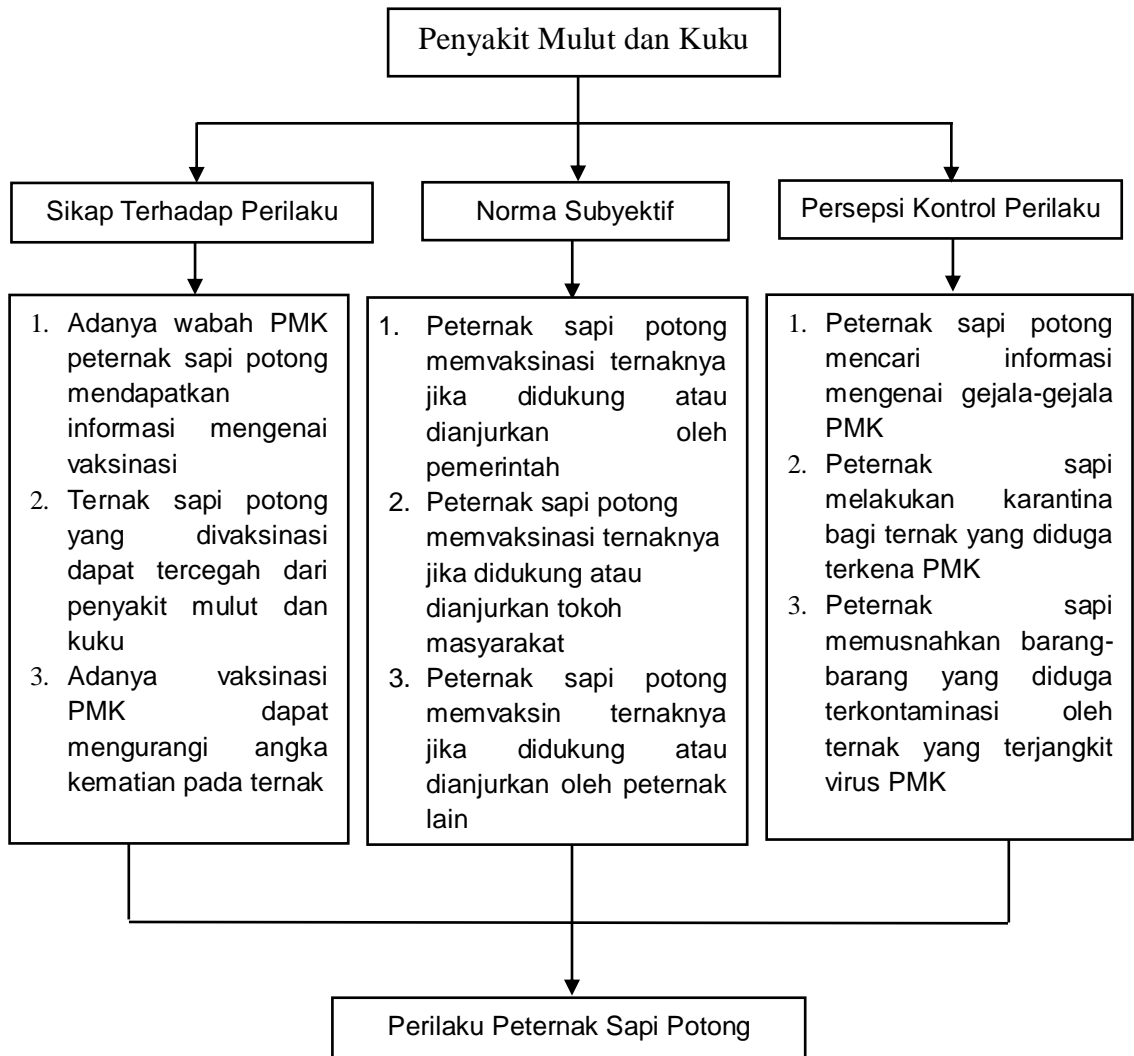 Penyakit Mulut dan Kuku
Sikap Terhadap Perilaku
Norma Subyektif
Persepsi Kontrol Perilaku
1. Adanya wabah PMK
peternak sapi potong
mendapatkan
informasi mengenai
vaksinasi
2. Ternak sapi potong
yang divaksinasi
dapat tercegah dari
penyakit mulut dan
kuku
3. Adanya vaksinasi
PMK dapat
mengurangi angka
kematian pada ternak
1. Peternak sapi potong
memvaksinasi ternaknya
jika didukung atau
dianjurkan oleh
pemerintah
2. Peternak sapi potong
memvaksinasi ternaknya
jika didukung atau
dianjurkan tokoh
masyarakat
3. Peternak sapi potong
memvaksin ternaknya
jika didukung atau
dianjurkan oleh peternak
lain
1. Peternak sapi potong
mencari informasi
mengenai gejala-gejala
PMK
2. Peternak sapi
melakukan karantina
bagi ternak yang diduga
terkena PMK
3. Peternak sapi
memusnahkan barang-
barang yang diduga
terkontaminasi oleh
ternak yang terjangkit
virus PMK
Perilaku Peternak Sapi Potong